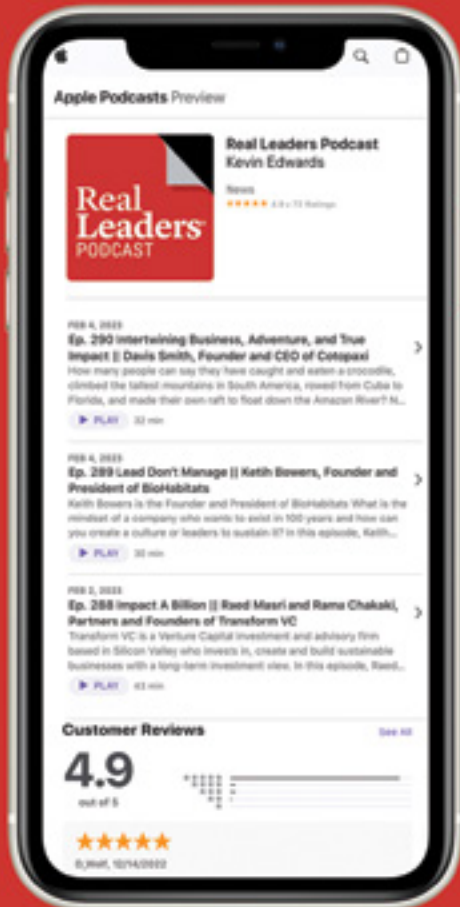 Apple Podcasts Preview
Real
Leaders
PODCAST
Real Leaders Podcast
Kevin Edwards
News
★★★★★ 4.9 • 73 Ratings
FEB 6, 2023
Ep. 290 Intertwining Business, Adventure, and True
Impact || Davis Smith, Founder and CEO of Cotopaxi
How many people can say they have caught and eaten a crocodile,
climbed the tallest mountains in South America, rowed from Cuba to
Florida, and made their own raft to float down the Amazon River? N...
PLAY 32 min
FEB 4, 2023
Ep. 289 Lead Don't Manage || Ketih Bowers, Founder and
President of BioHabitats
Keith Bowers is the Founder and President of BioHabitats What is the
mindset of a company who wants to exist in 100 years and how can
you create a culture or leaders to sustain it? In this episode, Keith...
PLAY 30 min
FEB 2, 2023
Ep. 288 Impact A Billion || Raed Masri and Rama Chakaki,
Partners and Founders of Transform VC
Transform VC is a Venture Capital investment and advisory firm
based in Silicon Valley who invests in, create and build sustainable
businesses with a long-term investment view. In this episode, Raed...
PLAY 43 min
Customer Reviews
See All
4.9
out of 5
★★★★★
12/14/2022